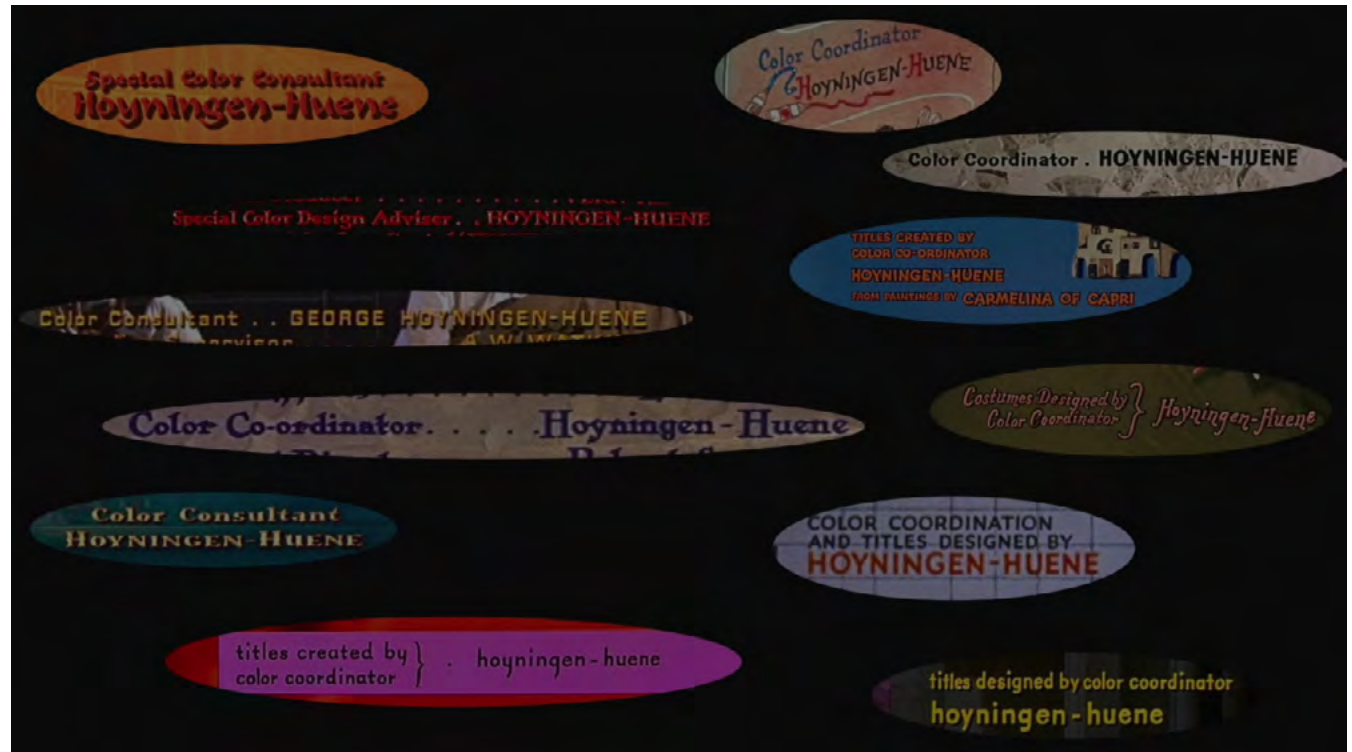 Special Color Consultant
Hoyningen-Huene
Color Coordinator
HOYNINGEN-HUENE
Color Coordinator . HOYNINGEN-HUENE
Special Color Design Adviser. . HOYNINGEN-HUENE
TITLES CREATED BY
COLOR CO-ORDINATOR
HOYNINGEN-HUENE
FROM PAINTINGS BY CARMELINA OF CAPRI
Color Consultant . . GEORGE HOYNINGEN-HUENE
Costumes Designed by
Color Coordinator } Hoyningen-Huene
Color Co-ordinator. . . . . Hoyningen - Huene
Color Consultant
HOYNINGEN-HUENE
COLOR COORDINATION
AND TITLES DESIGNED BY
HOYNINGEN-HUENE
titles created by
color coordinator } . hoyningen-huene
titles designed by color coordinator
hoyningen-huene